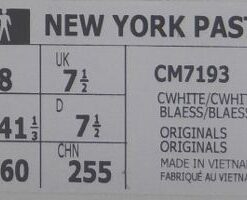 NEW YORK PAS
8 UK 7½ CM7193
41⅓ D 7½ CWHITE/CWHIT
BLAESS/BLAESS
60 CHN 255 ORIGINALS
ORIGINALS
MADE IN VIETNAM
FABRIQUÉ AU VIETNA